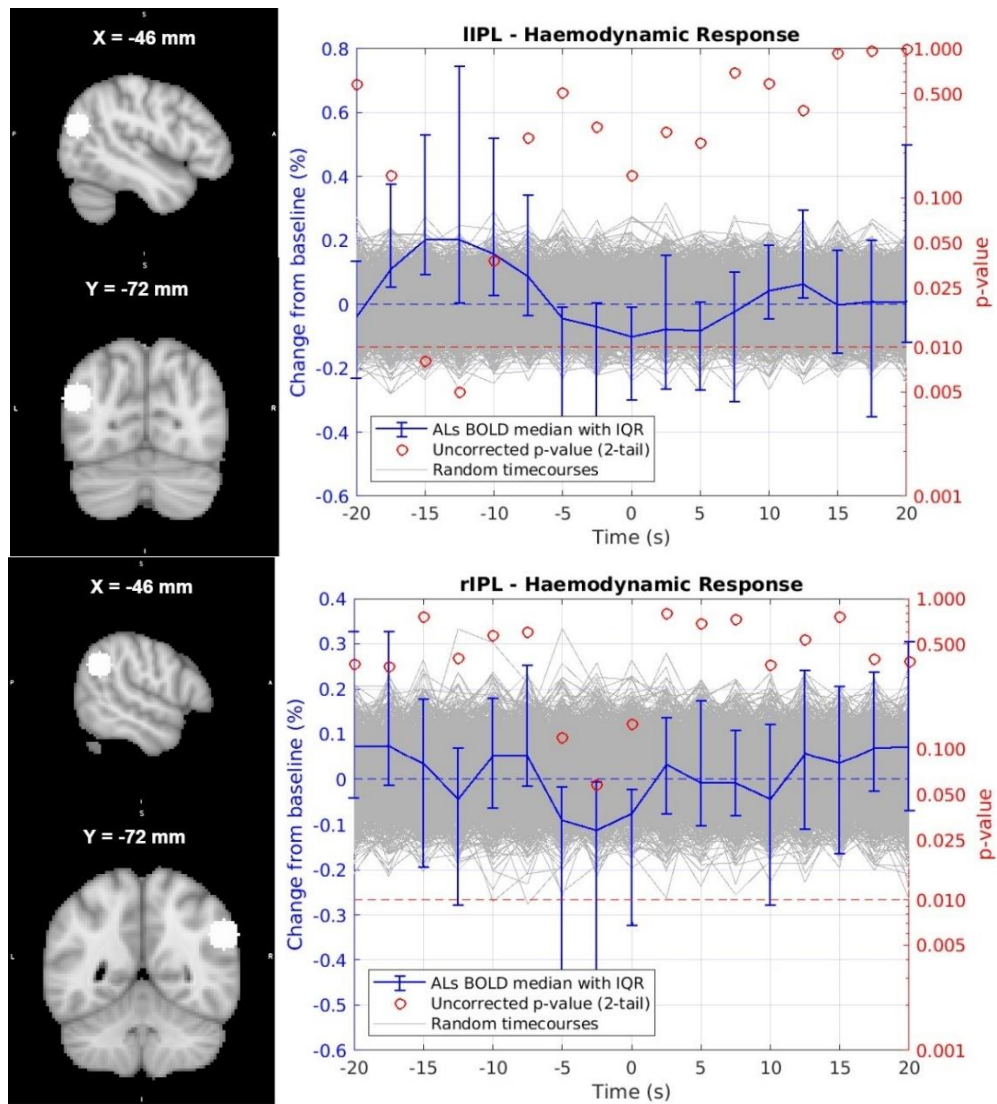 S
X = -46 mm
P
A
I
S
Y = -72 mm
L
R
I
lIPL - Haemodynamic Response
Change from baseline (%)
0.8
0.6
0.4
0.2
0
-0.2
-0.4
-0.6
1.000
0.500
0.100
0.050
0.025
0.010
0.005
0.001
p-value
ALs BOLD median with IQR
Uncorrected p-value (2-tail)
Random timecourses
-20 -15 -10 -5 0 5 10 15 20
Time (s)
S
X = -46 mm
P
A
I
S
Y = -72 mm
L
R
I
rIPL - Haemodynamic Response
Change from baseline (%)
0.4
0.3
0.2
0.1
0
-0.1
-0.2
-0.3
-0.4
-0.5
-0.6
1.000
0.500
0.100
0.050
0.025
0.010
0.005
0.001
p-value
ALs BOLD median with IQR
Uncorrected p-value (2-tail)
Random timecourses
-20 -15 -10 -5 0 5 10 15 20
Time (s)